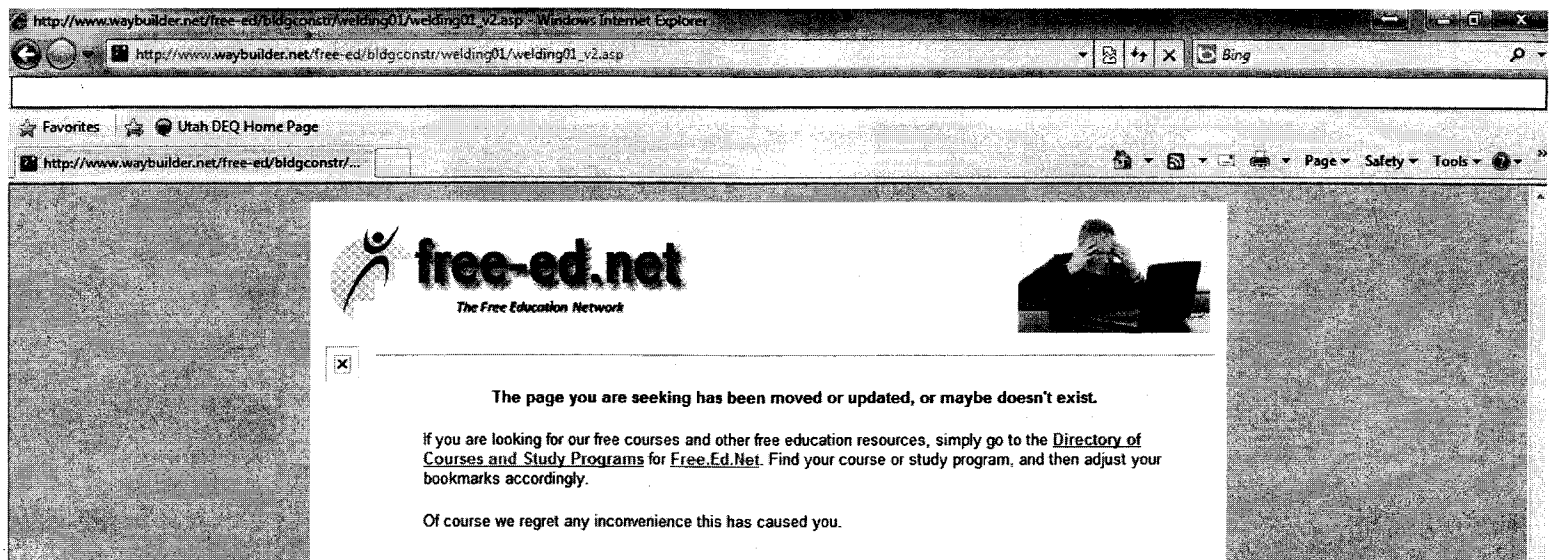 http://www.waybuilder.net/free-ed/bldgconstr/welding01/welding01_v2.asp - Windows Internet Explorer
http://www.waybuilder.net/free-ed/bldgconstr/welding01/welding01_v2.asp
Bing
Favorites Utah DEQ Home Page
http://www.waybuilder.net/free-ed/bldgconstr/... Page Safety Tools
free-ed.net
The Free Education Network
The page you are seeking has been moved or updated, or maybe doesn't exist.
If you are looking for our free courses and other free education resources, simply go to the Directory of
Courses and Study Programs for Free.Ed.Net. Find your course or study program, and then adjust your
bookmarks accordingly.
Of course we regret any inconvenience this has caused you.